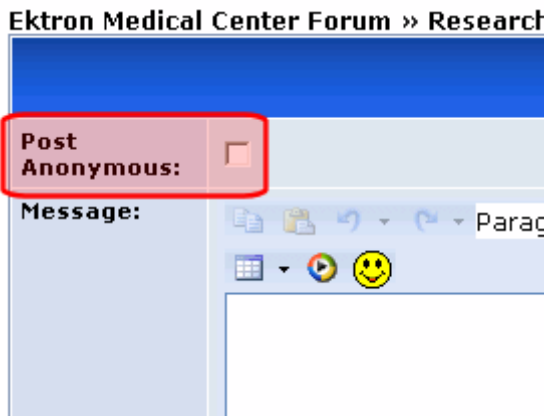 Ektron Medical Center Forum » Research
Post
Anonymous:
Message:
Parag